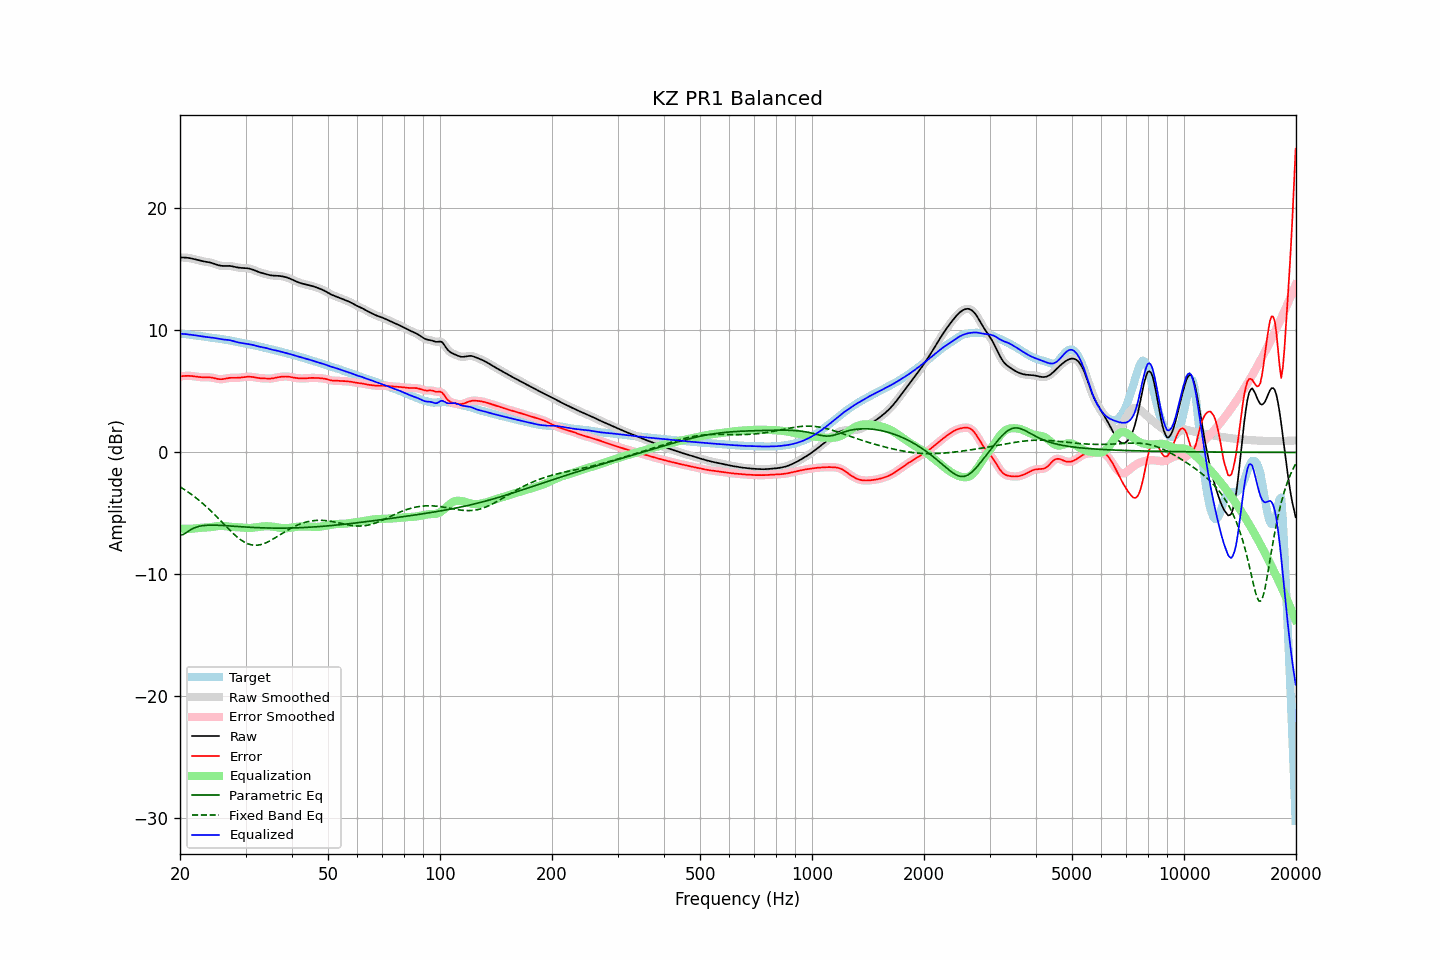 KZ PR1 Balanced
Amplitude (dBr)
20
10
0
−10
−20
−30
Target
Raw Smoothed
Error Smoothed
Raw
Error
Equalization
Parametric Eq
Fixed Band Eq
Equalized
20 50 100 200 500 1000 2000 5000 10000 20000
Frequency (Hz)